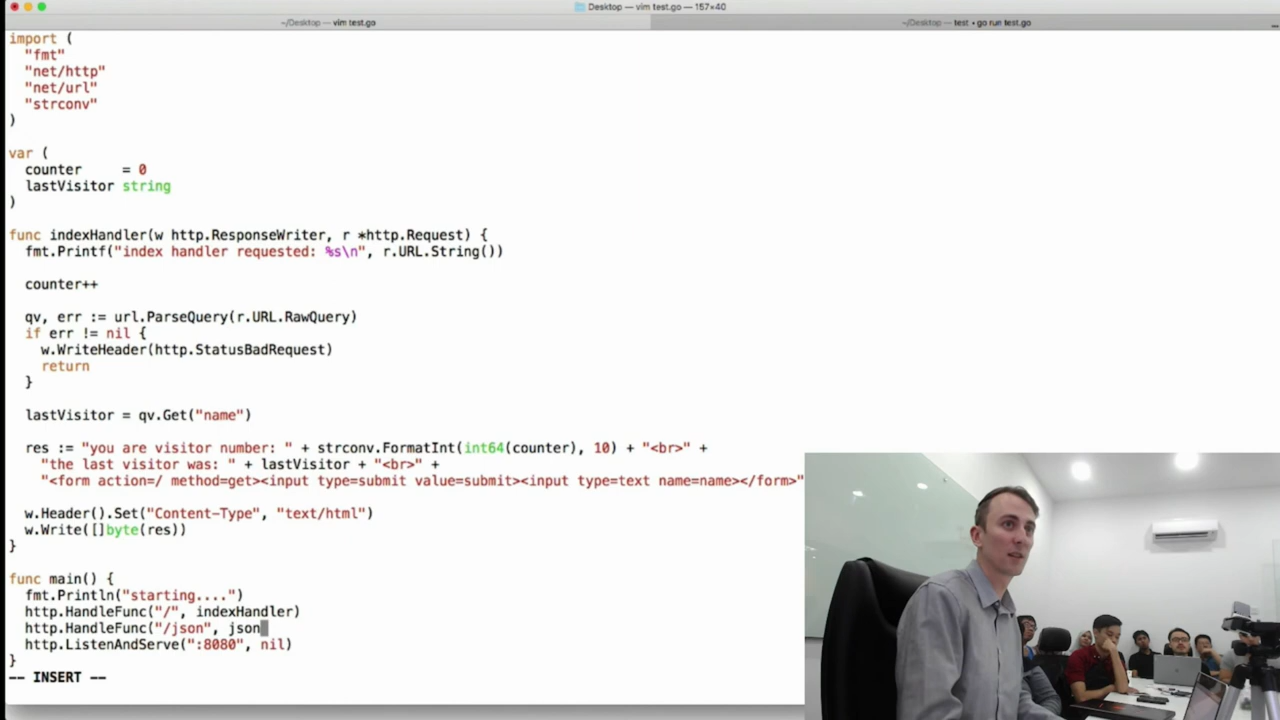 Desktop — vim test.go — 157×40
~/Desktop — vim test.go
~/Desktop — test • go run test.go
import (
"fmt"
"net/http"
"net/url"
"strconv"
)
var (
counter     = 0
lastVisitor string
)
func indexHandler(w http.ResponseWriter, r *http.Request) {
fmt.Printf("index handler requested: %s\n", r.URL.String())
counter++
qv, err := url.ParseQuery(r.URL.RawQuery)
if err != nil {
w.WriteHeader(http.StatusBadRequest)
return
}
lastVisitor = qv.Get("name")
res := "you are visitor number: " + strconv.FormatInt(int64(counter), 10) + "<br>" +
"the last visitor was: " + lastVisitor + "<br>" +
"<form action=/ method=get><input type=submit value=submit><input type=text name=name></form>"
w.Header().Set("Content-Type", "text/html")
w.Write([]byte(res))
}
func main() {
fmt.Println("starting....")
http.HandleFunc("/", indexHandler)
http.HandleFunc("/json", json
http.ListenAndServe(":8080", nil)
}
-- INSERT --